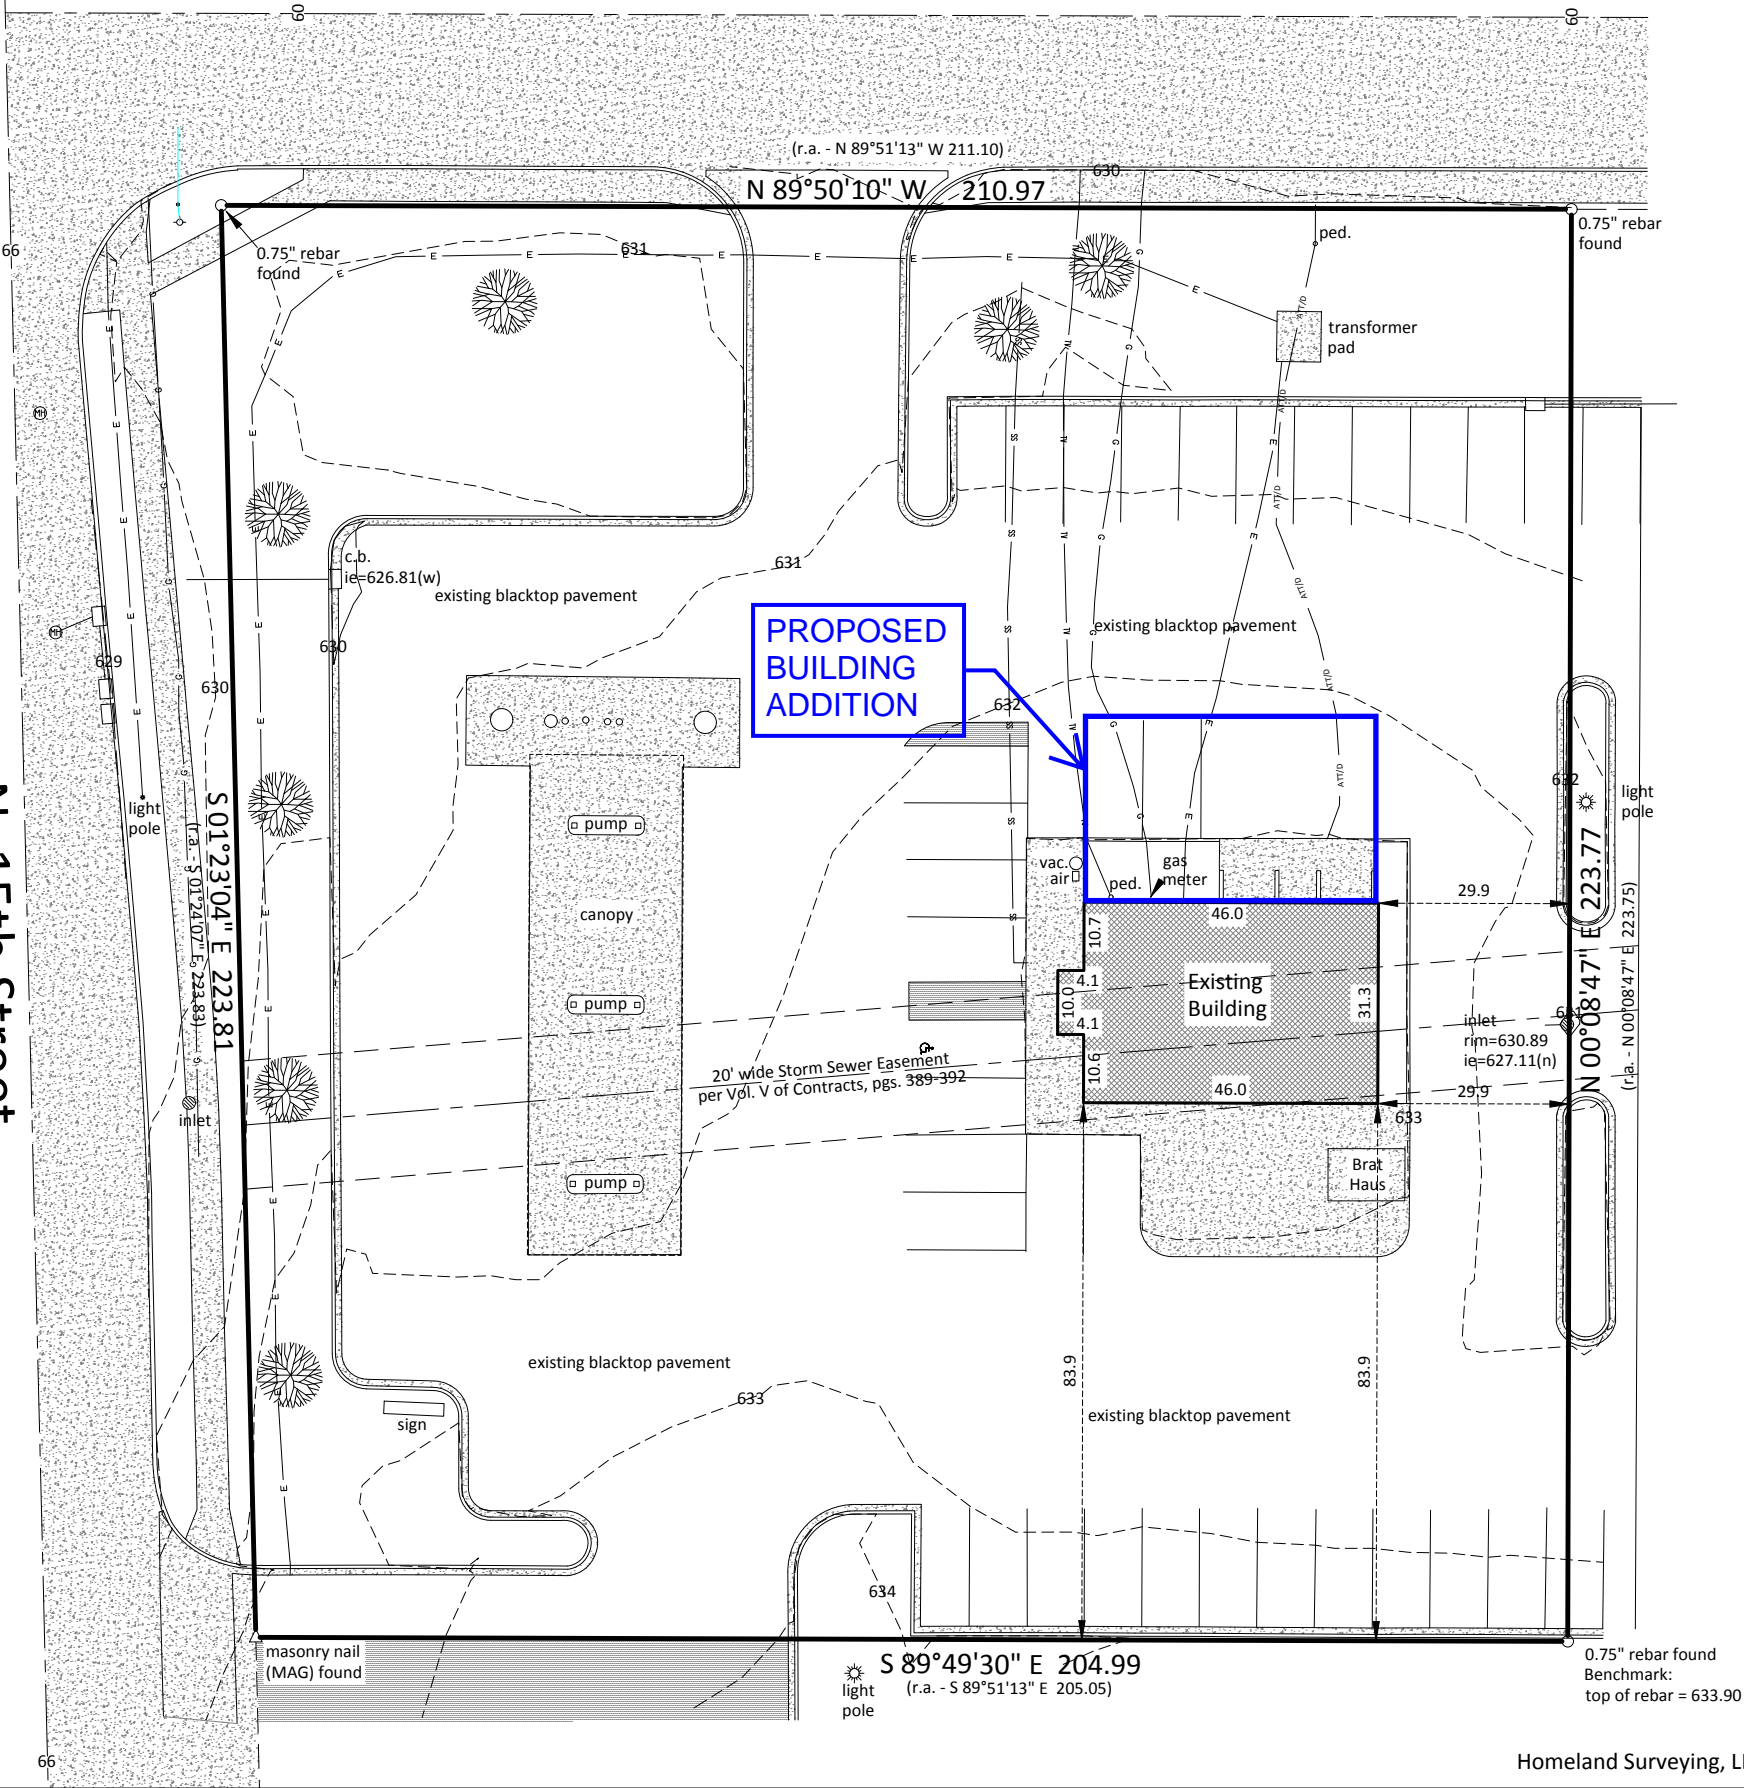 60
60
(r.a. - N 89°51'13" W 211.10)
N 89°50'10" W 210.97
630
66
0.75" rebar
found
631
ped.
0.75" rebar
found
transformer
pad
MH
c.b.
ie=626.81(w)
existing blacktop pavement
631
existing blacktop pavement
PROPOSED
BUILDING
ADDITION
MH
629
630
630
632
632
light
pole
light
pole
S 01°23'04" E 223.81
(r.a. - S 01°24'07" E 223.83)
pump
vac.
air
ped.
gas
meter
canopy
46.0
29.9
10.7
4.1
10.0
4.1
10.6
Existing
Building
31.3
46.0
29.9
N 00°08'47" E 223.77
(r.a. - N 00°08'47" E 223.75)
631
inlet
rim=630.89
ie=627.11(n)
pump
20' wide Storm Sewer Easement
per Vol. V of Contracts, pgs. 389-392
inlet
633
Brat
Haus
pump
N. 15th Street
existing blacktop pavement
83.9
83.9
633
existing blacktop pavement
sign
634
masonry nail
(MAG) found
light
pole
S 89°49'30" E 204.99
(r.a. - S 89°51'13" E 205.05)
0.75" rebar found
Benchmark:
top of rebar = 633.90
66
Homeland Surveying,
E
G
SS
TV
ATT/D